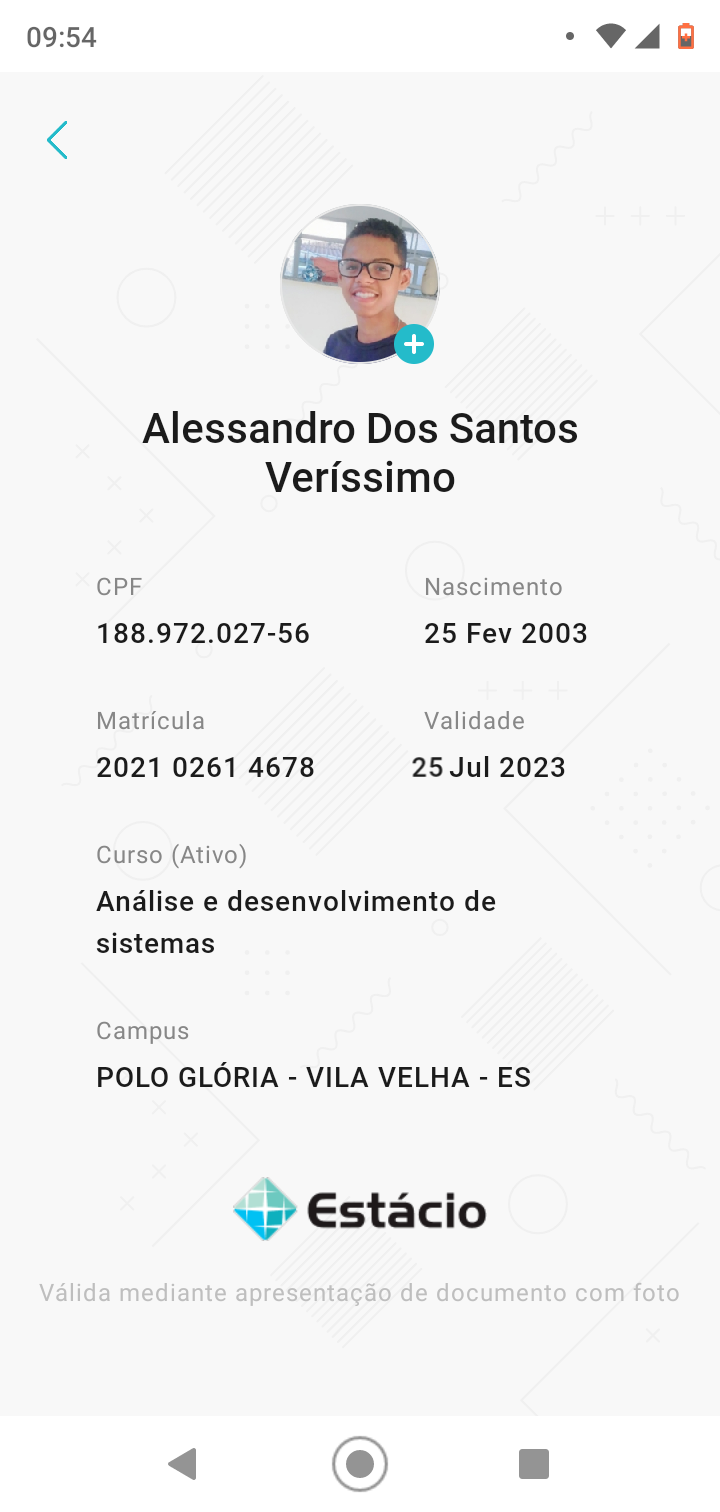 09:54
Alessandro Dos Santos
Veríssimo
CPF
Nascimento
188.972.027-56
25 Fev 2003
Matrícula
Validade
2021 0261 4678
25 Jul 2023
Curso (Ativo)
Análise e desenvolvimento de
sistemas
Campus
POLO GLÓRIA - VILA VELHA - ES
Estácio
Válida mediante apresentação de documento com foto